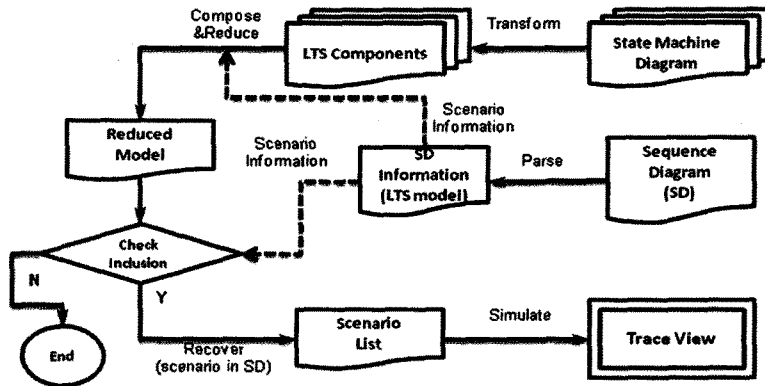 Compose
&Reduce
LTS Components
Transform
State Machine
Diagram
Scenario
Information
Scenario
Information
Reduced
Model
SD
Information
(LTS model)
Parse
Sequence
Diagram
(SD)
Check
Inclusion
N
Y
End
Recover
(scenario in SD)
Scenario
List
Simulate
Trace View